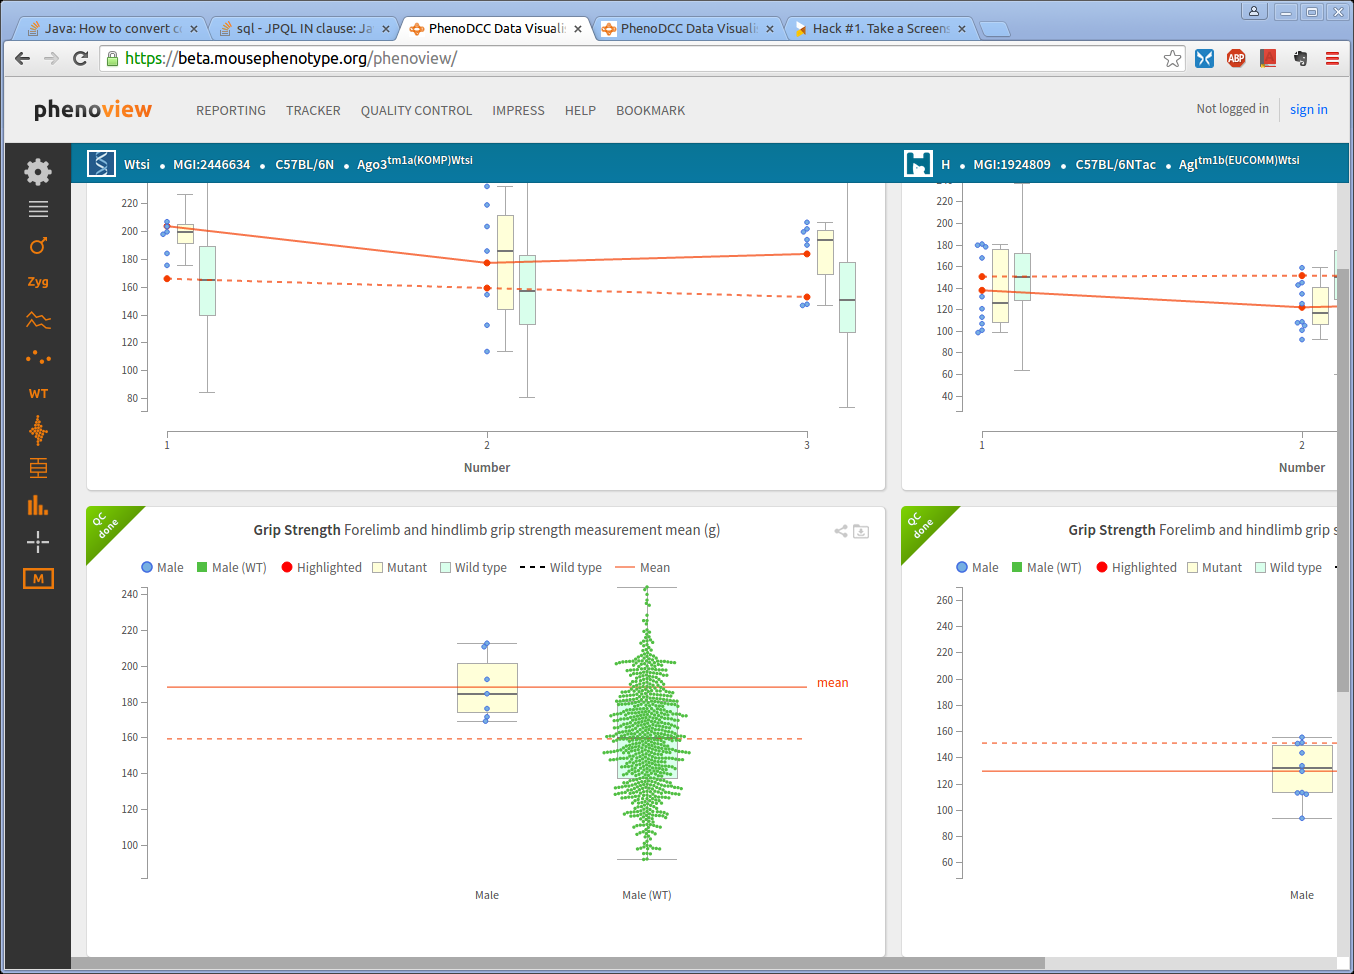 Java: How to convert co
sql - JPQL IN clause: Ja
PhenoDCC Data Visualis
PhenoDCC Data Visualis
Hack #1. Take a Screens
https://beta.mousephenotype.org/phenoview/
ABP
phenoview
REPORTING
TRACKER
QUALITY CONTROL
IMPRESS
HELP
BOOKMARK
Not logged in
sign in
Wtsi • MGI:2446634 • C57BL/6N • Ago3tm1a(KOMP)Wtsi
H • MGI:1924809 • C57BL/6NTac • Agltm1b(EUCOMM)Wtsi
Zyg
WT
M
220
200
180
160
140
120
100
80
1
2
3
Number
220
200
180
160
140
120
100
80
60
40
1
2
Number
QC
done
Grip Strength Forelimb and hindlimb grip strength measurement mean (g)
Male
Male (WT)
Highlighted
Mutant
Wild type
Wild type
Mean
240
220
200
180
160
140
120
100
mean
Male
Male (WT)
QC
done
Grip Strength Forelimb and hindlimb grip s
Male
Male (WT)
Highlighted
Mutant
Wild type
260
240
220
200
180
160
140
120
100
80
60
Male